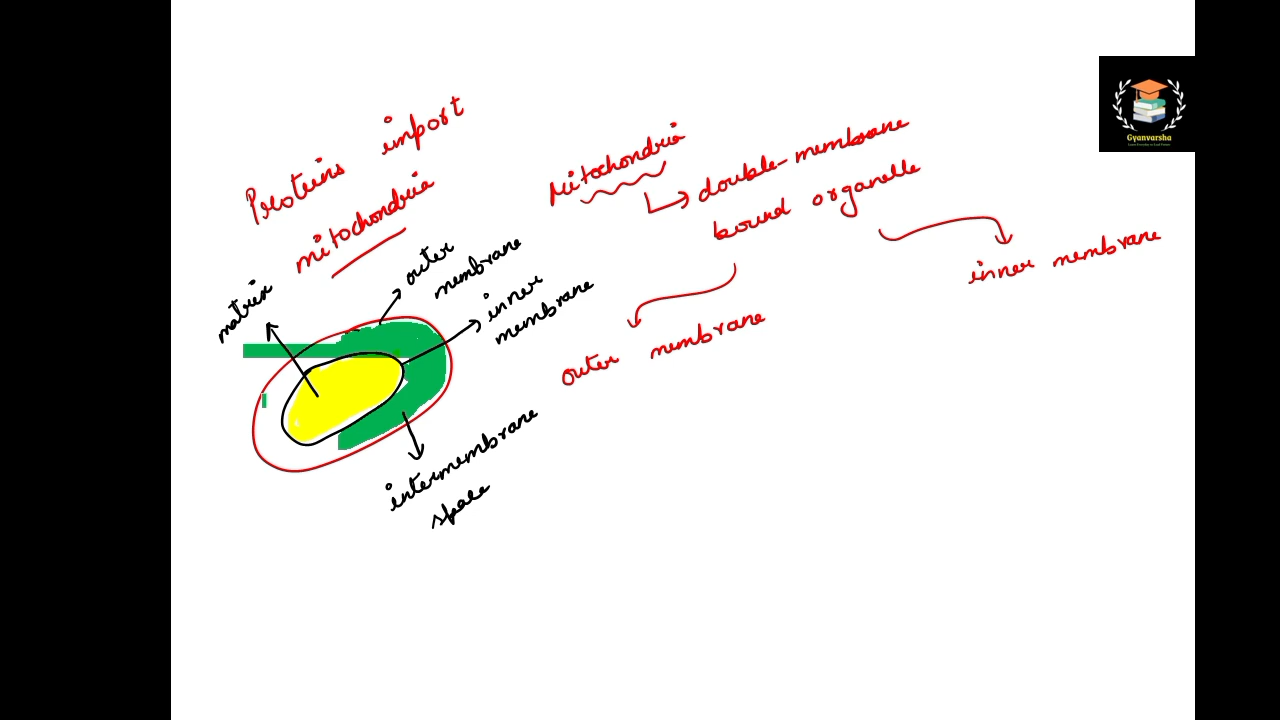 Proteins import
mitochondria
Mitochondria
double-membrane
bound organelle
inner membrane
outer membrane
matrix
outer
membrane
inner
membrane
intermembrane
space
Gyanvarsha